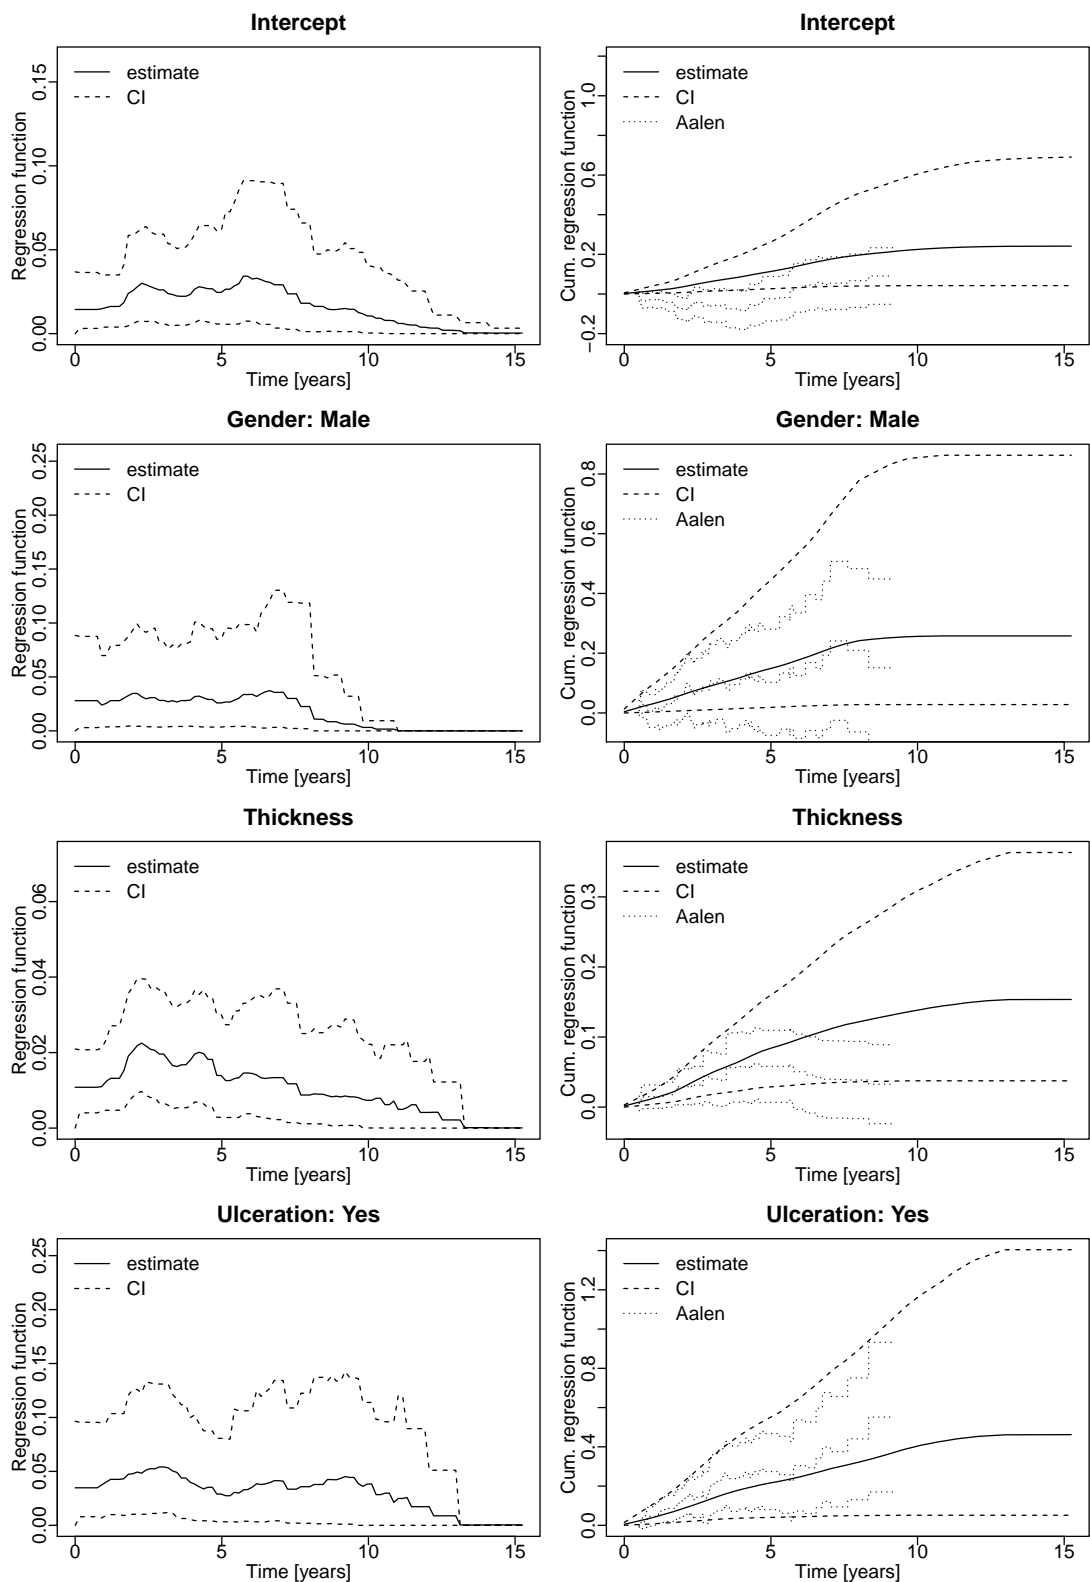 Intercept
Regression function
0.00 0.05 0.10 0.15
estimate
CI
0 5 10 15
Time [years]
Intercept
Cum. regression function
−0.2 0.2 0.6 1.0
estimate
CI
Aalen
0 5 10 15
Time [years]
Gender: Male
Regression function
0.00 0.05 0.10 0.15 0.20 0.25
estimate
CI
0 5 10 15
Time [years]
Gender: Male
Cum. regression function
0.0 0.2 0.4 0.6 0.8
estimate
CI
Aalen
0 5 10 15
Time [years]
Thickness
Regression function
0.00 0.02 0.04 0.06
estimate
CI
0 5 10 15
Time [years]
Thickness
Cum. regression function
0.0 0.1 0.2 0.3
estimate
CI
Aalen
0 5 10 15
Time [years]
Ulceration: Yes
Regression function
0.00 0.05 0.10 0.15 0.20 0.25
estimate
CI
0 5 10 15
Time [years]
Ulceration: Yes
Cum. regression function
0.0 0.4 0.8 1.2
estimate
CI
Aalen
0 5 10 15
Time [years]